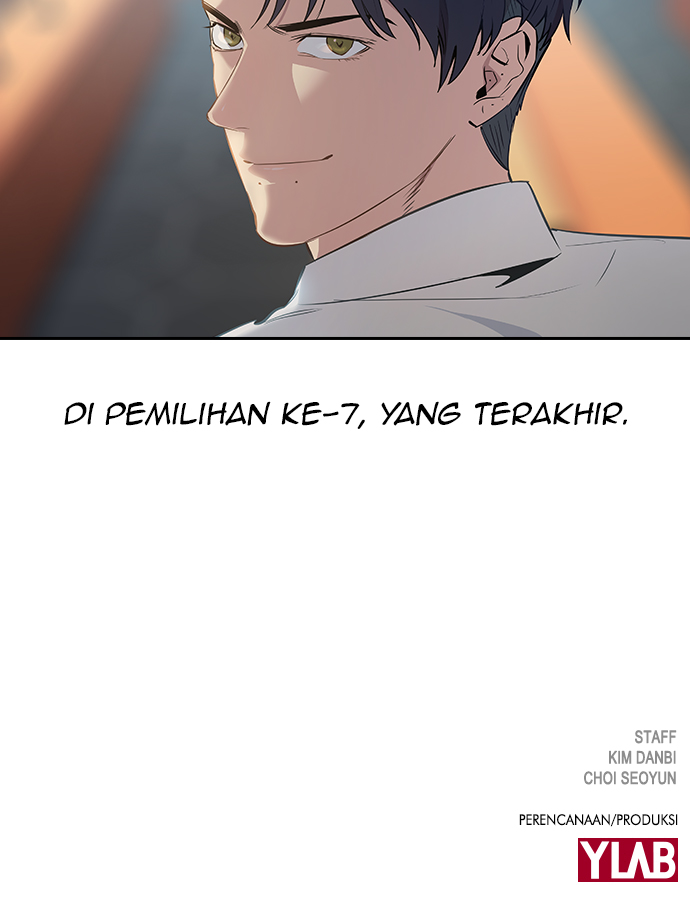 DI PEMILIHAN KE-7, YANG TERAKHIR.
STAFF
KIM DANBI
CHOI SEOYUN
PERENCANAAN/PRODUKSI
YLAB